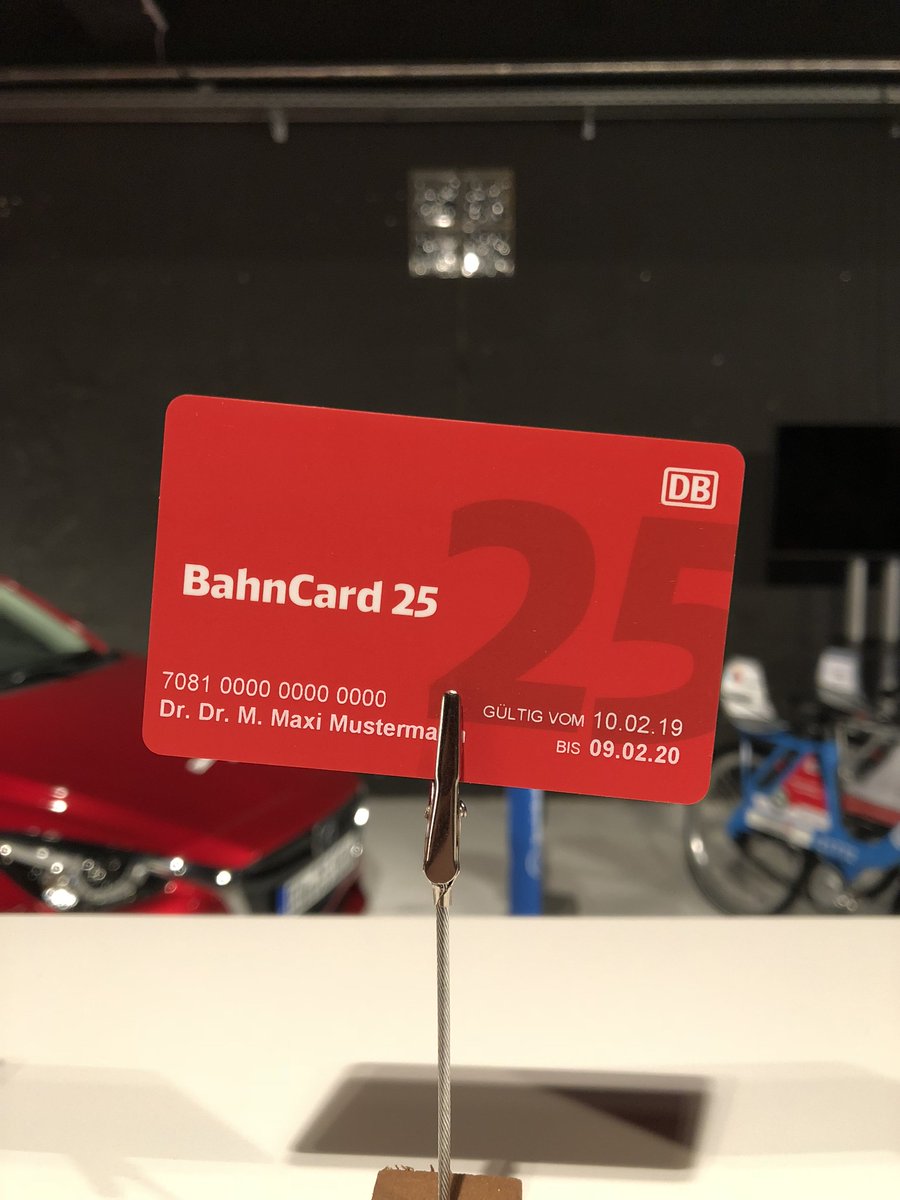 DB
25
BahnCard 25
7081 0000 0000 0000
Dr. Dr. M. Maxi Mustermann
GÜLTIG VOM 10.02.19
BIS 09.02.20